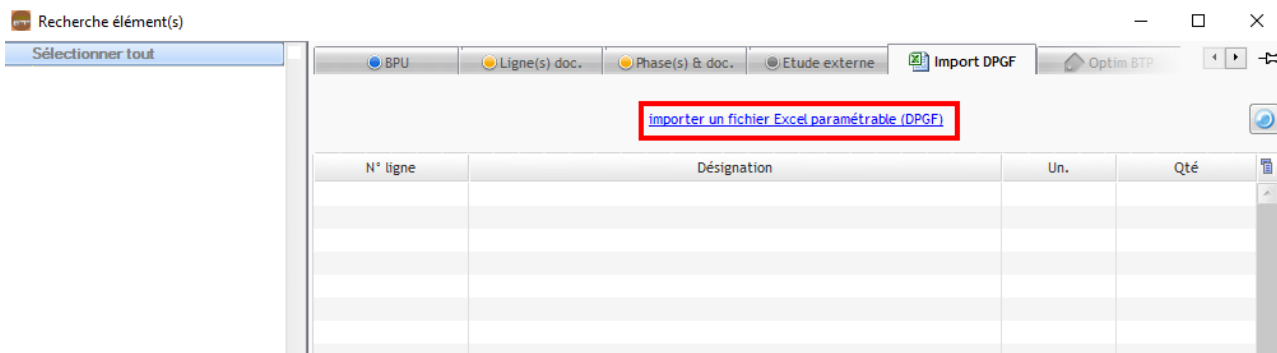 Recherche élément(s)
Sélectionner tout
BPU Ligne(s) doc. Phase(s) & doc. Etude externe Import DPGF Optim BTP
importer un fichier Excel paramétrable (DPGF)
N° ligne Désignation Un. Qté